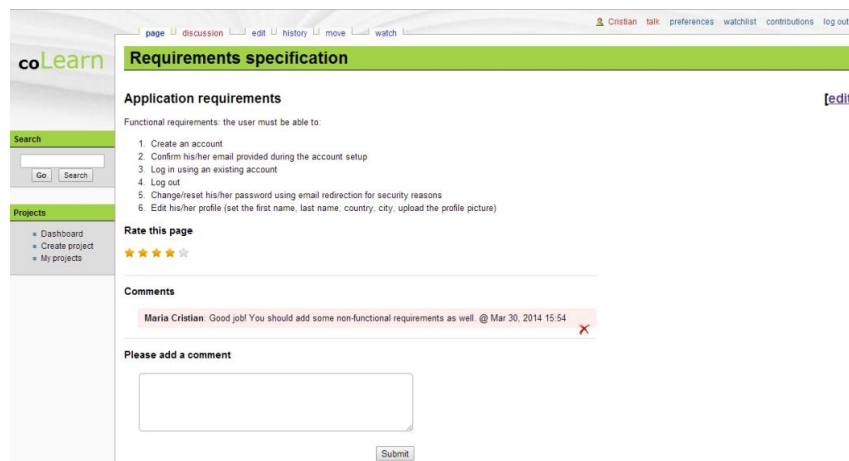 Cristian talk preferences watchlist contributions log out
page discussion edit history move watch
coLearn
Requirements specification
Application requirements
[edit
Functional requirements: the user must be able to:
1. Create an account
2. Confirm his/her email provided during the account setup
3. Log in using an existing account
4. Log out
5. Change/reset his/her password using email redirection for security reasons
6. Edit his/her profile (set the first name, last name, country, city, upload the profile picture)
Search
Go Search
Projects
Dashboard
Create project
My projects
Rate this page
Comments
Maria Cristian: Good job! You should add some non-functional requirements as well. @ Mar 30, 2014 15:54
Please add a comment
Submit